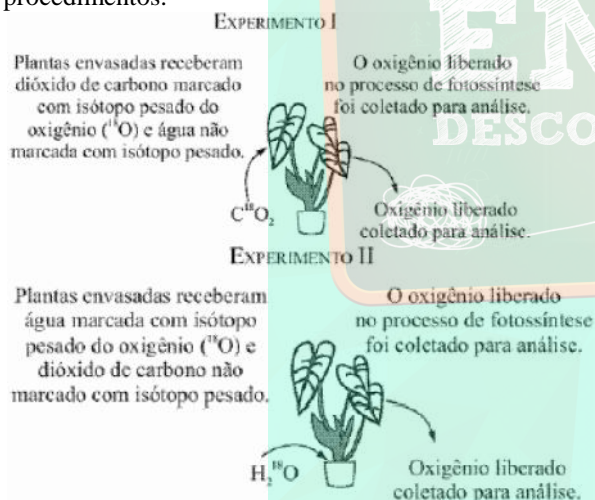 procedimentos.
EXPERIMENTO I
Plantas envasadas receberam
dióxido de carbono marcado
com isótopo pesado do
oxigênio (¹⁸O) e água não
marcada com isótopo pesado.
O oxigênio liberado
no processo de fotossíntese
foi coletado para análise.
C¹⁸O₂
Oxigênio liberado
coletado para análise.
EXPERIMENTO II
Plantas envasadas receberam
água marcada com isótopo
pesado do oxigênio (¹⁸O) e
dióxido de carbono não
marcado com isótopo pesado.
O oxigênio liberado
no processo de fotossíntese
foi coletado para análise.
H₂¹⁸O
Oxigênio liberado
coletado para análise.
EN
DESCO